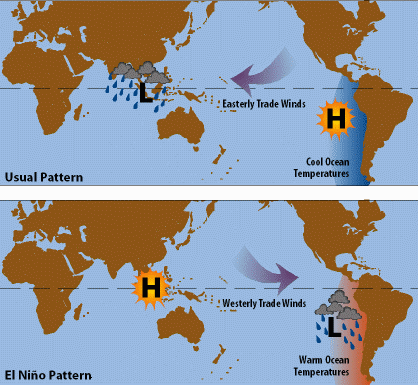 L
Easterly Trade Winds
H
Cool Ocean
Temperatures
Usual Pattern
H
Westerly Trade Winds
L
Warm Ocean
Temperatures
El Niño Pattern